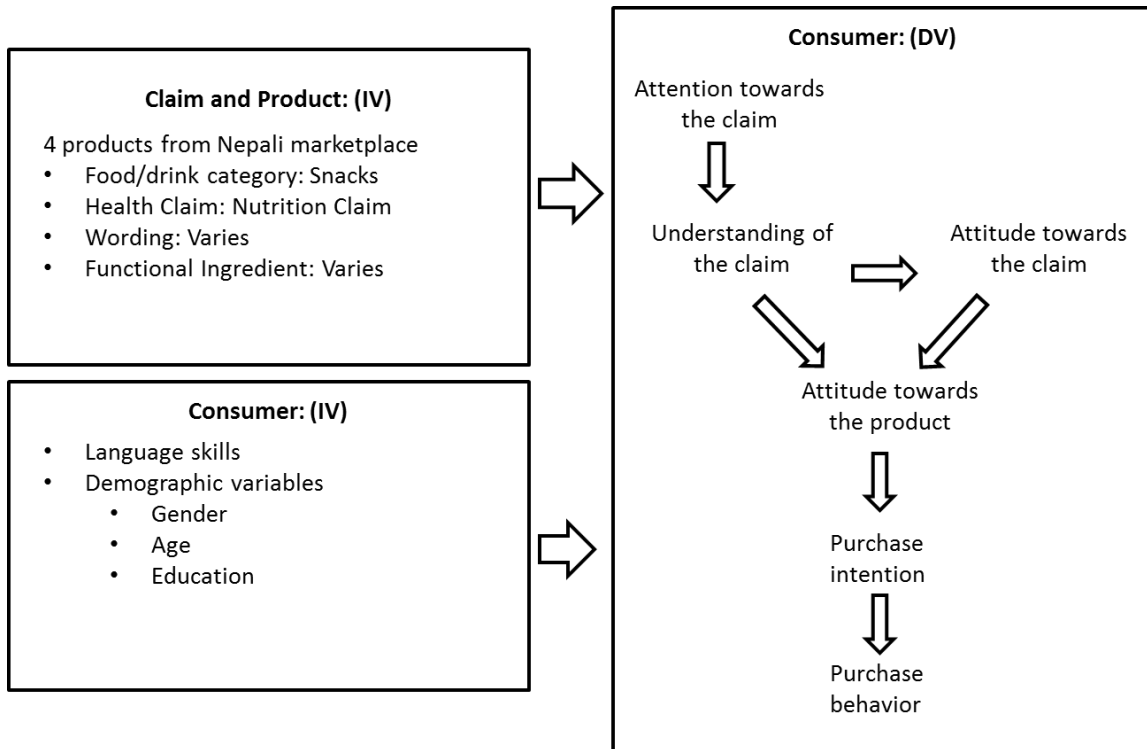 Claim and Product: (IV)
4 products from Nepali marketplace
• Food/drink category: Snacks
• Health Claim: Nutrition Claim
• Wording: Varies
• Functional Ingredient: Varies
Consumer: (IV)
• Language skills
• Demographic variables
• Gender
• Age
• Education
Consumer: (DV)
Attention towards
the claim
Understanding of
the claim
Attitude towards
the claim
Attitude towards
the product
Purchase
intention
Purchase
behavior